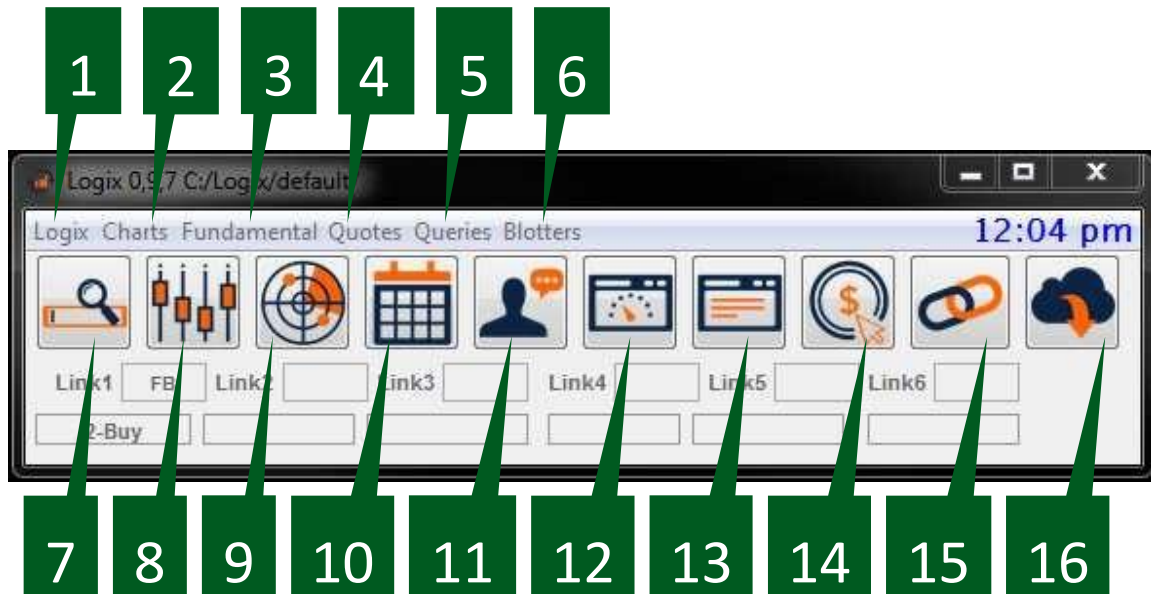 1 2 3 4 5 6
Logix 0,9,7 C:/Logix/default
Logix Charts Fundamental Quotes Queries Blotters 12:04 pm
$
Link1 FB Link2 Link3 Link4 Link5 Link6
2-Buy
7 8 9 10 11 12 13 14 15 16